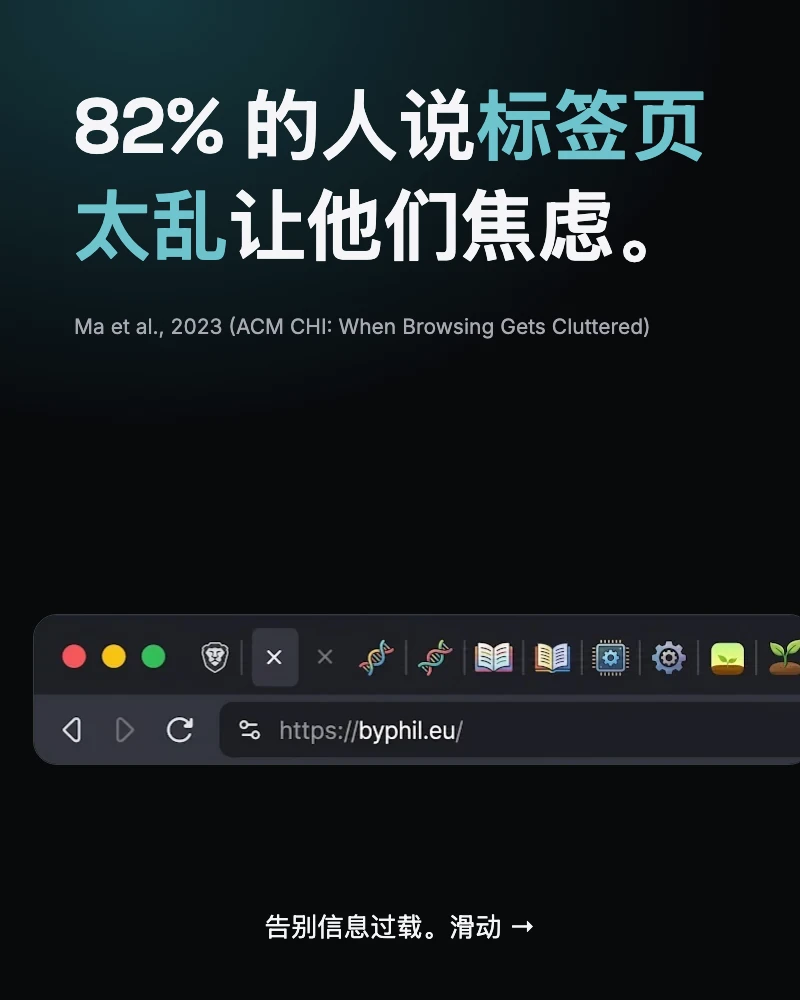 82% 的人说标签页
太乱让他们焦虑。
Ma et al., 2023 (ACM CHI: When Browsing Gets Cluttered)
https://byphil.eu/
告别信息过载。滑动 →